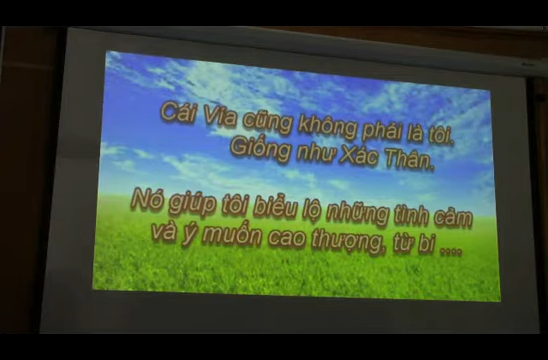 Cái Vía cũng không phải là tôi.
Giống như Xác Thân.
Nó giúp tôi biểu lộ những tình cảm
và ý muốn cao thượng, từ bi ....